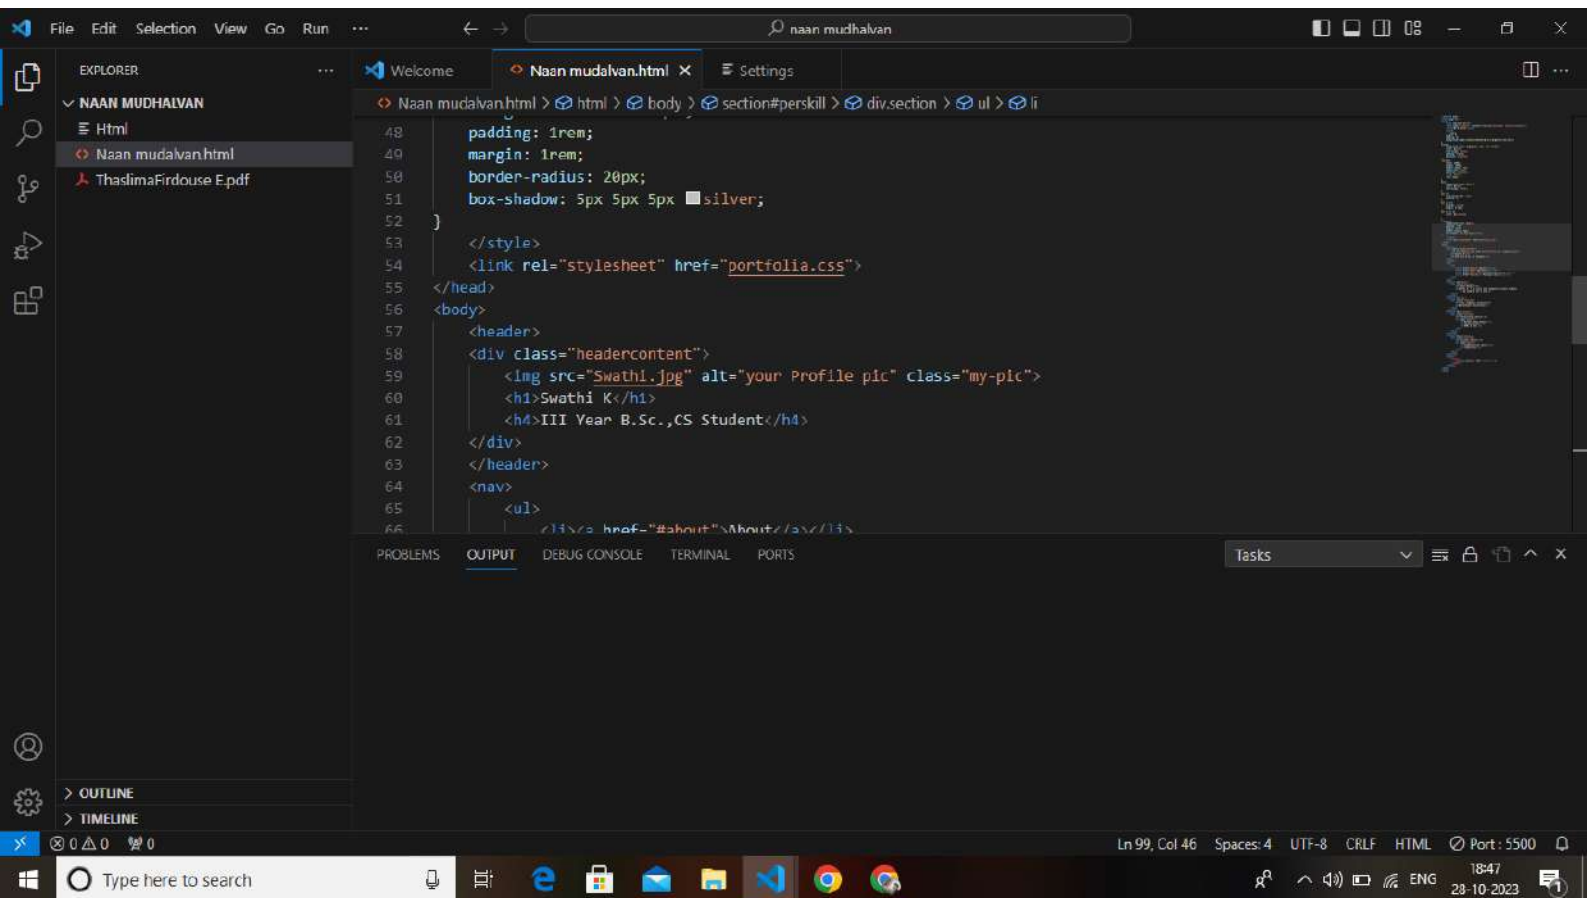 File Edit Selection View Go Run ··· naan mudhalvan
EXPLORER ···
NAAN MUDHALVAN
Html
Naan mudalvan.html
ThaslimaFirdouse E.pdf
OUTLINE
TIMELINE
Welcome Naan mudalvan.html Settings
Naan mudalvan.html > html > body > section#perskill > div.section > ul > li
48 padding: 1rem;
49 margin: 1rem;
50 border-radius: 20px;
51 box-shadow: 5px 5px 5px silver;
52 }
53 </style>
54 <link rel="stylesheet" href="portfolia.css">
55 </head>
56 <body>
57 <header>
58 <div class="headercontent">
59 <img src="Swathi.jpg" alt="your Profile pic" class="my-pic">
60 <h1>Swathi K</h1>
61 <h4>III Year B.Sc.,CS Student</h4>
62 </div>
63 </header>
64 <nav>
65 <ul>
66 <li><a href="#about">About</a></li>
PROBLEMS OUTPUT DEBUG CONSOLE TERMINAL PORTS Tasks
0 0 0 Ln 99, Col 46 Spaces: 4 UTF-8 CRLF HTML Port : 5500
Type here to search ENG 18:47
28-10-2023 1